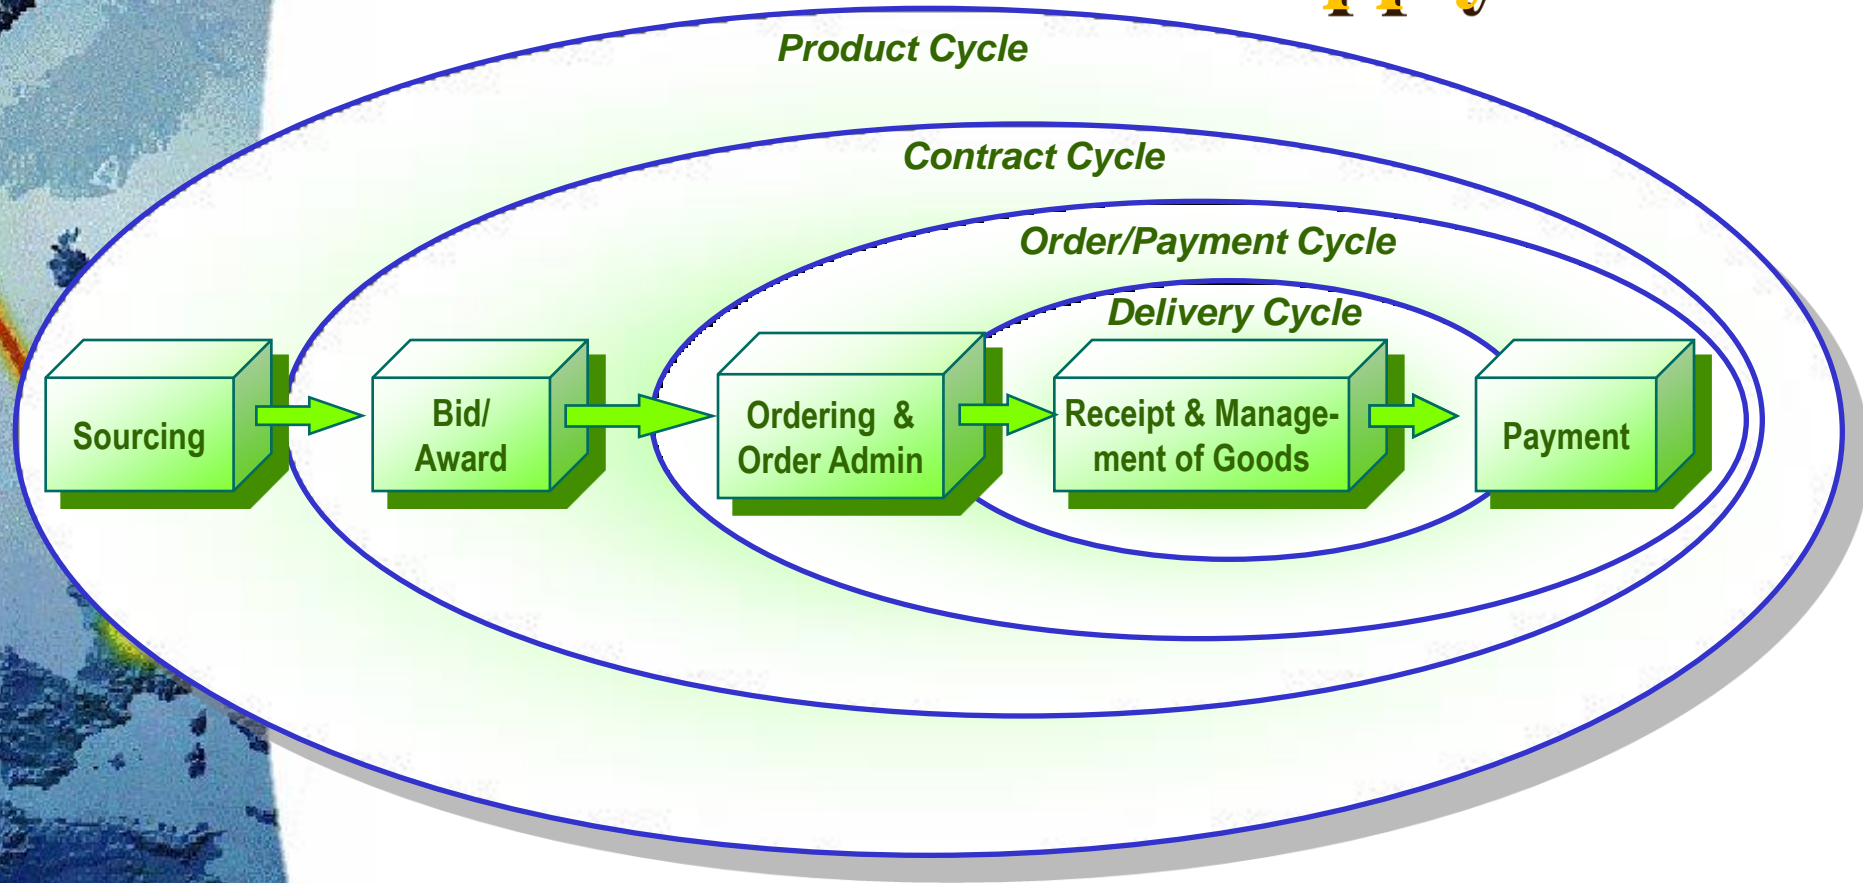 Product Cycle
Contract Cycle
Order/Payment Cycle
Delivery Cycle
Sourcing
Bid/
Award
Ordering & 
Order Admin
Receipt & Manage-
ment of Goods
Payment